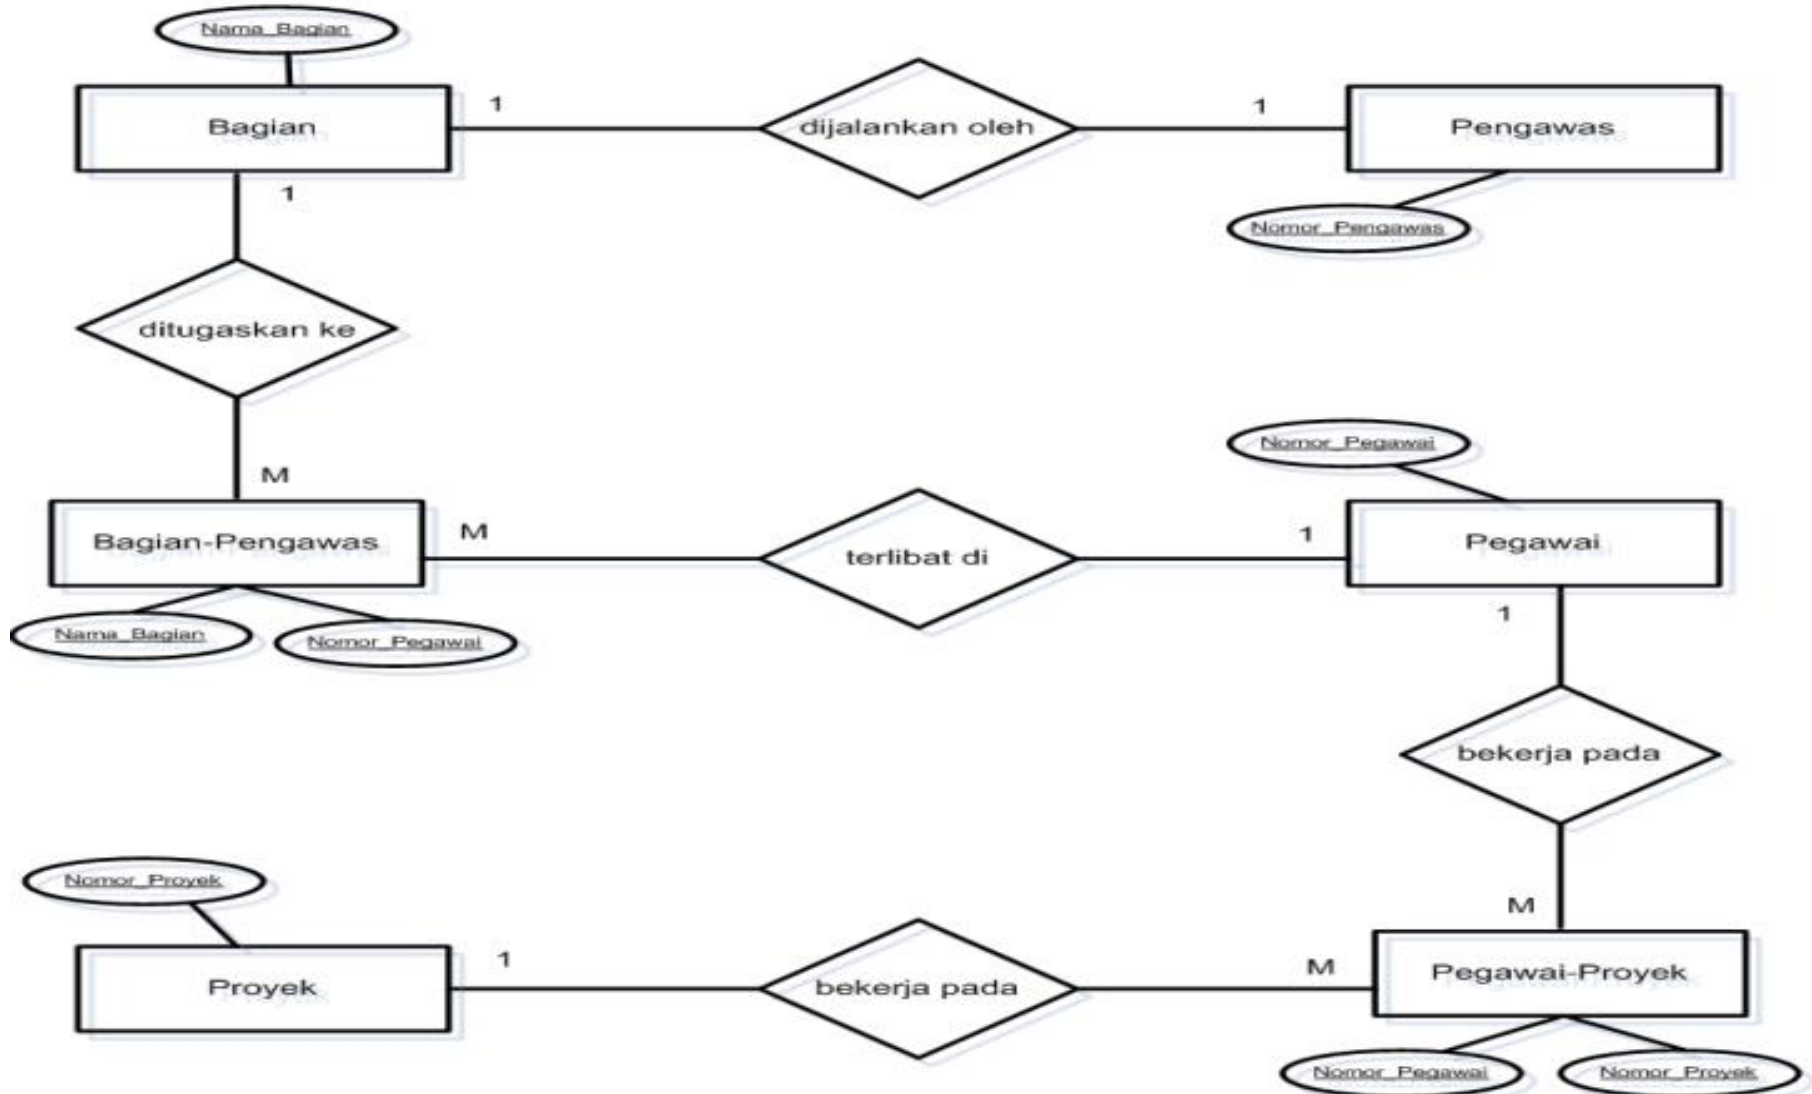 Nama_Bagian
Bagian
1
dijalankan oleh
1
Pengawas
Nomor_Pengawas
1
ditugaskan ke
M
Bagian-Pengawas
Nama_Bagian
Nomor_Pegawai
M
terlibat di
1
Pegawai
Nomor_Pegawai
1
bekerja pada
M
Pegawai-Proyek
Nomor_Pegawai
Nomor_Proyek
M
bekerja pada
1
Proyek
Nomor_Proyek